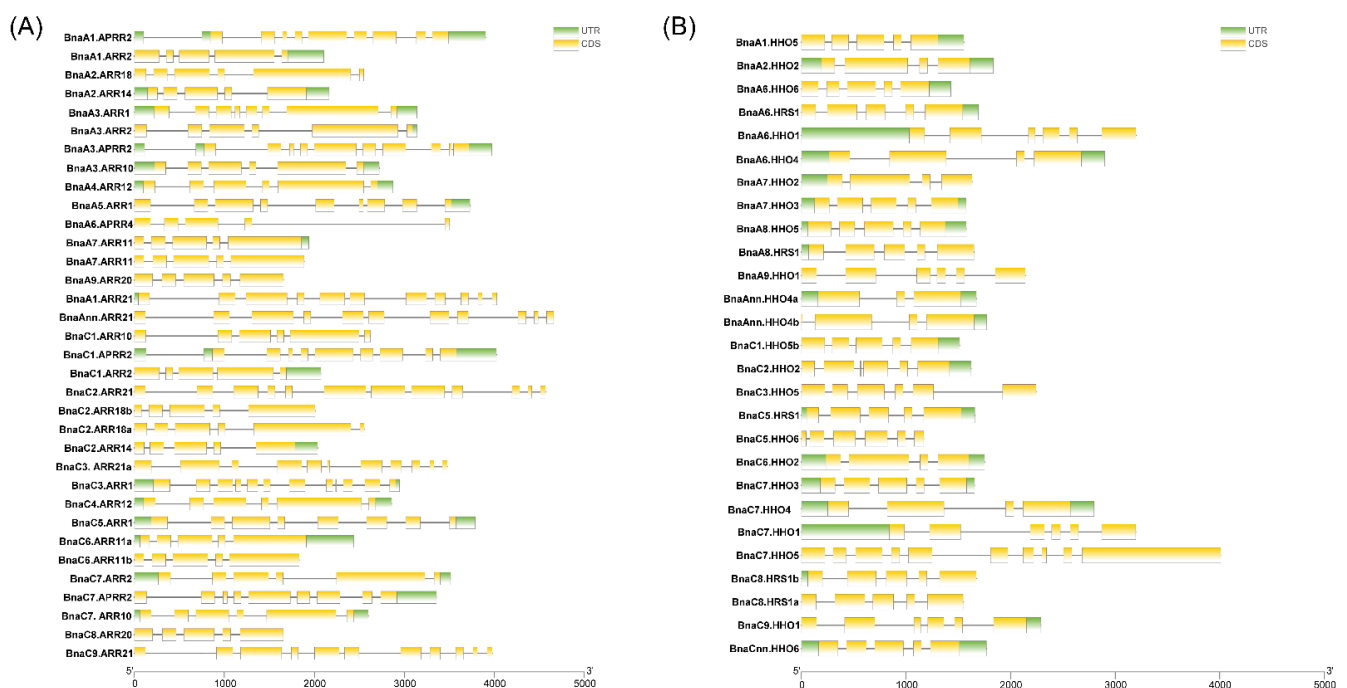 (A)
UTR
CDS
BnaA1.APRR2
BnaA1.ARR2
BnaA2.ARR18
BnaA2.ARR14
BnaA3.ARR1
BnaA3.ARR2
BnaA3.APRR2
BnaA3.ARR10
BnaA4.ARR12
BnaA5.ARR1
BnaA6.APRR4
BnaA7.ARR11
BnaA7.ARR11
BnaA9.ARR20
BnaA1.ARR21
BnaAnn.ARR21
BnaC1.ARR10
BnaC1.APRR2
BnaC1.ARR2
BnaC2.ARR21
BnaC2.ARR18b
BnaC2.ARR18a
BnaC2.ARR14
BnaC3. ARR21a
BnaC3.ARR1
BnaC4.ARR12
BnaC5.ARR1
BnaC6.ARR11a
BnaC6.ARR11b
BnaC7.ARR2
BnaC7.APRR2
BnaC7. ARR10
BnaC8.ARR20
BnaC9.ARR21
5' 3'
0 1000 2000 3000 4000 5000
(B)
UTR
CDS
BnaA1.HHO5
BnaA2.HHO2
BnaA6.HHO6
BnaA6.HRS1
BnaA6.HHO1
BnaA6.HHO4
BnaA7.HHO2
BnaA7.HHO3
BnaA8.HHO5
BnaA8.HRS1
BnaA9.HHO1
BnaAnn.HHO4a
BnaAnn.HHO4b
BnaC1.HHO5b
BnaC2.HHO2
BnaC3.HHO5
BnaC5.HRS1
BnaC5.HHO6
BnaC6.HHO2
BnaC7.HHO3
BnaC7.HHO4
BnaC7.HHO1
BnaC7.HHO5
BnaC8.HRS1b
BnaC8.HRS1a
BnaC9.HHO1
BnaCnn.HHO6
5' 3'
0 1000 2000 3000 4000 5000